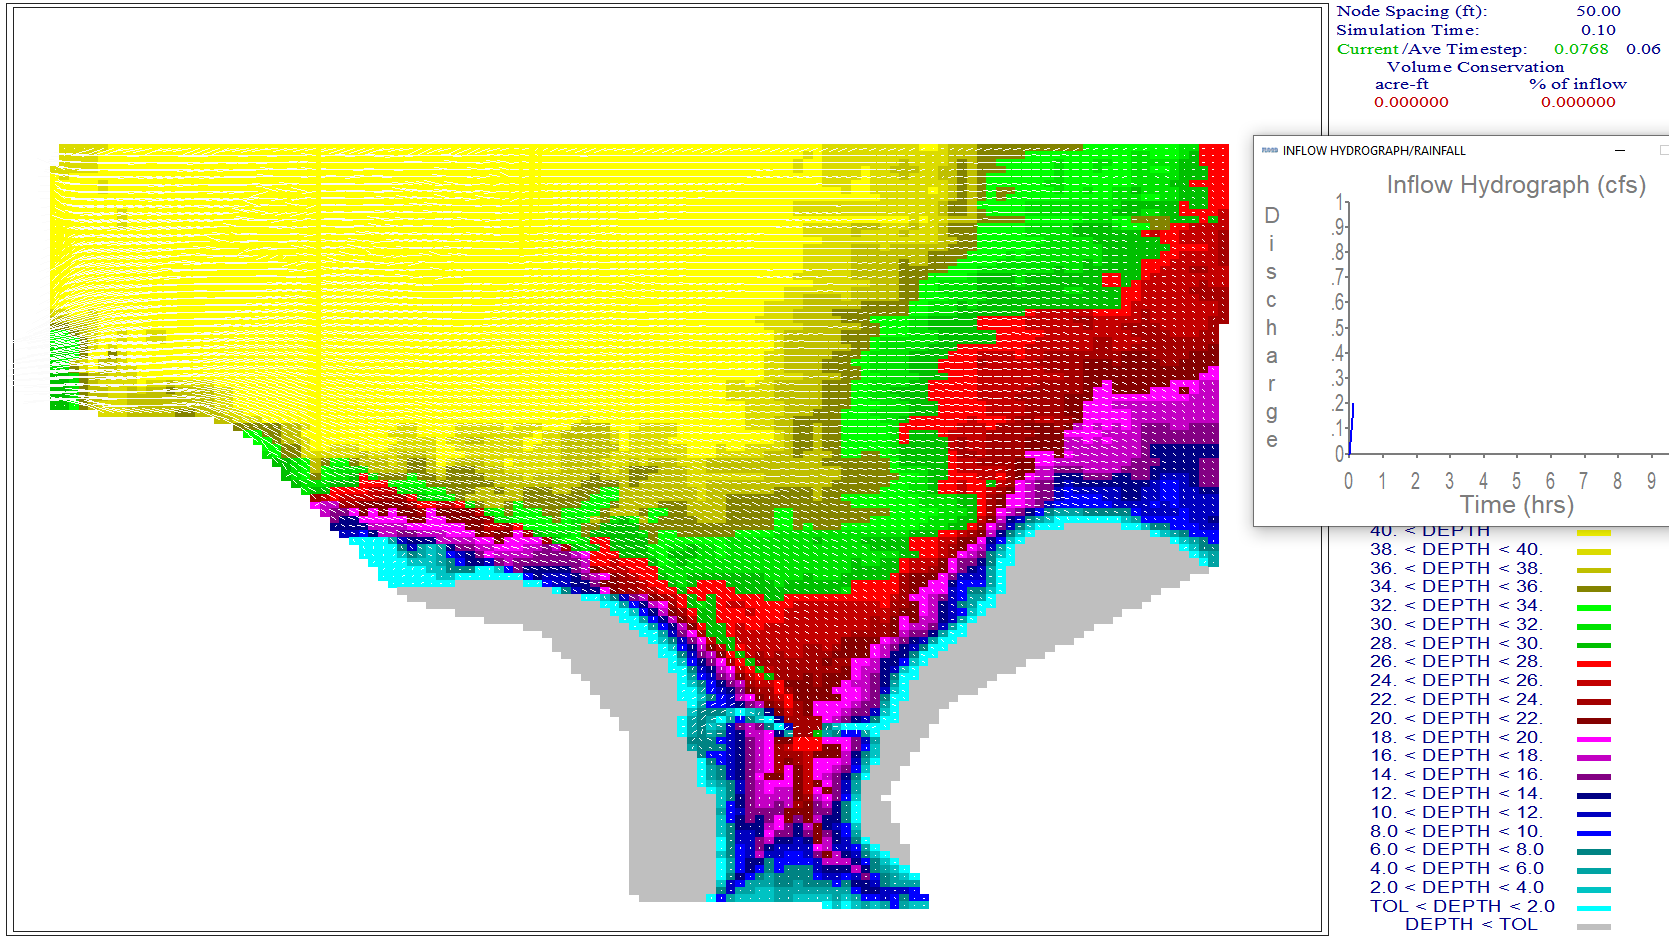 Node Spacing (ft): 50.00
Simulation Time: 0.10
Current /Ave Timestep: 0.0768 0.06
Volume Conservation
acre-ft % of inflow
0.000000 0.000000
INFLOW HYDROGRAPH/RAINFALL
Inflow Hydrograph (cfs)
Discharge
1
.9
.8
.7
.6
.5
.4
.3
.2
.1
0
0 1 2 3 4 5 6 7 8 9
Time (hrs)
40. < DEPTH
38. < DEPTH < 40.
36. < DEPTH < 38.
34. < DEPTH < 36.
32. < DEPTH < 34.
30. < DEPTH < 32.
28. < DEPTH < 30.
26. < DEPTH < 28.
24. < DEPTH < 26.
22. < DEPTH < 24.
20. < DEPTH < 22.
18. < DEPTH < 20.
16. < DEPTH < 18.
14. < DEPTH < 16.
12. < DEPTH < 14.
10. < DEPTH < 12.
8.0 < DEPTH < 10.
6.0 < DEPTH < 8.0
4.0 < DEPTH < 6.0
2.0 < DEPTH < 4.0
TOL < DEPTH < 2.0
DEPTH < TOL